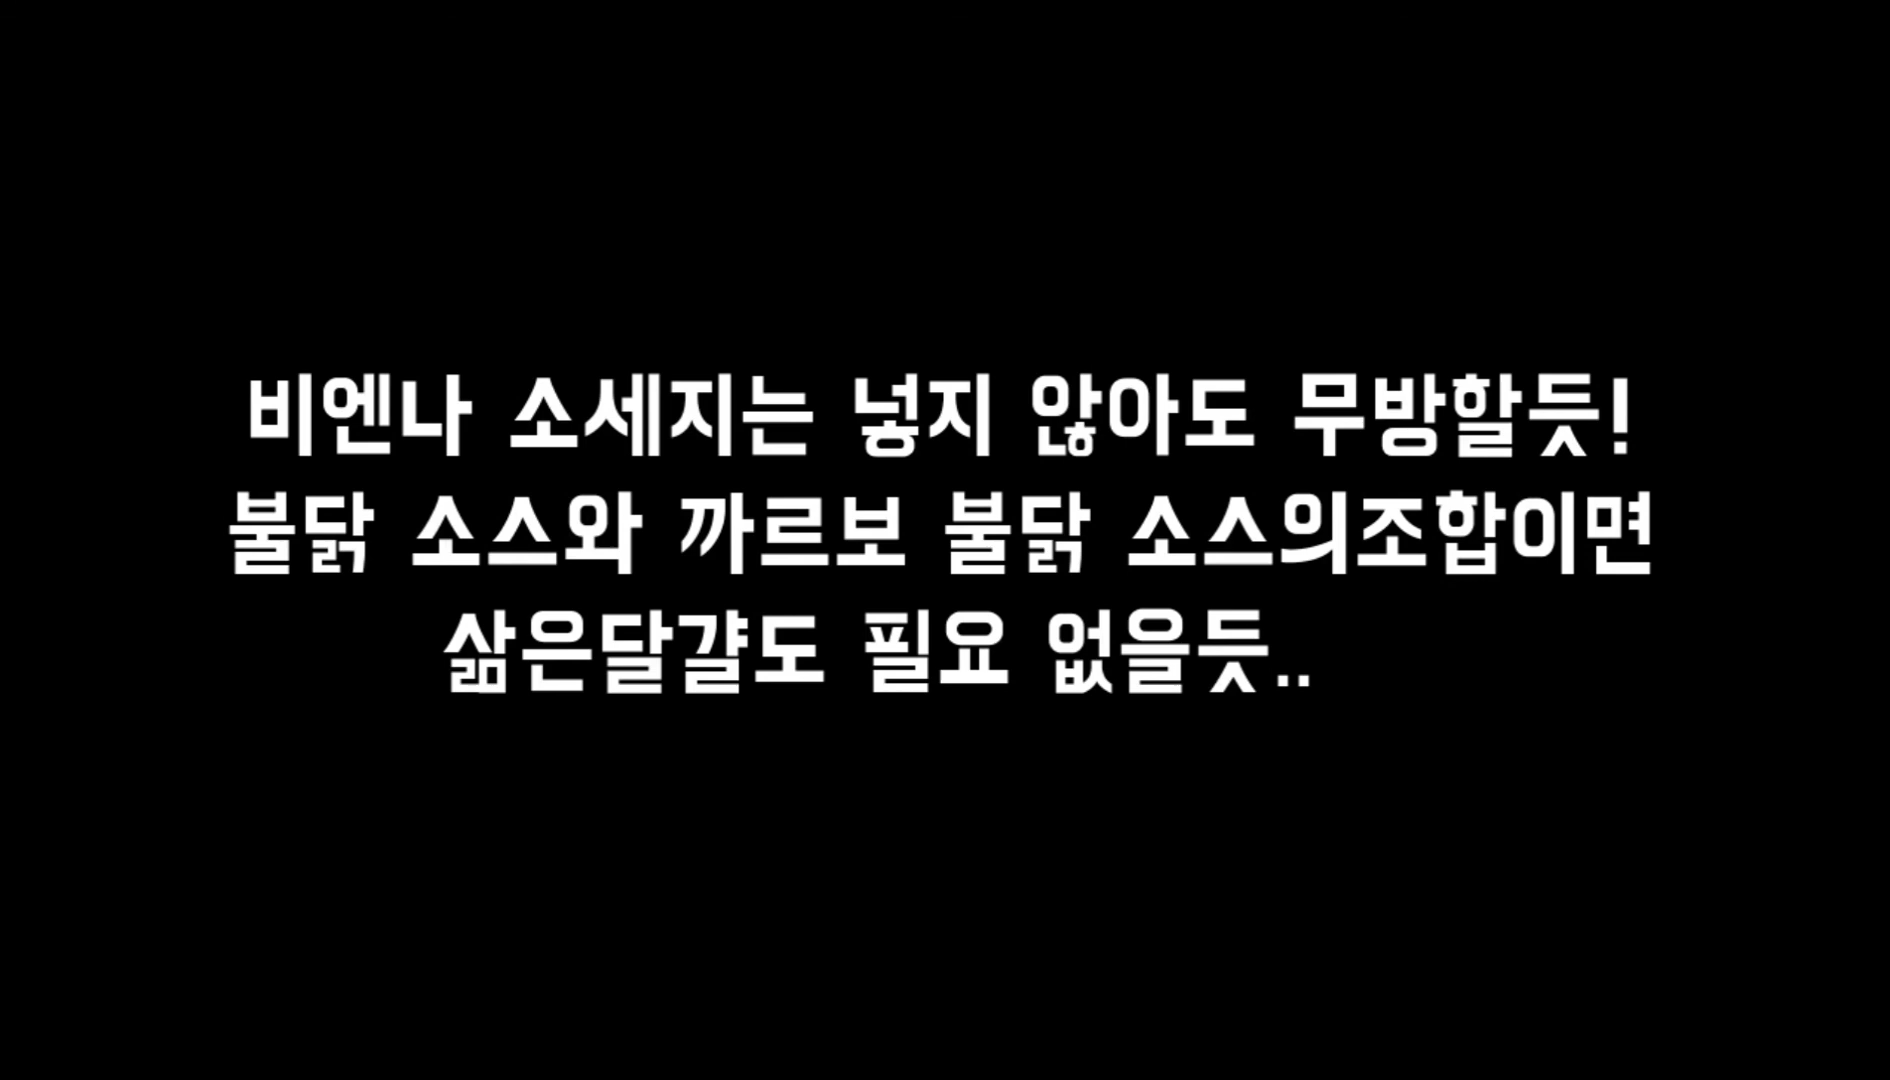 비엔나 소세지는 넣지 않아도 무방할듯!
불닭 소스와 까르보 불닭 소스의조합이면
삶은달걀도 필요 없을듯..